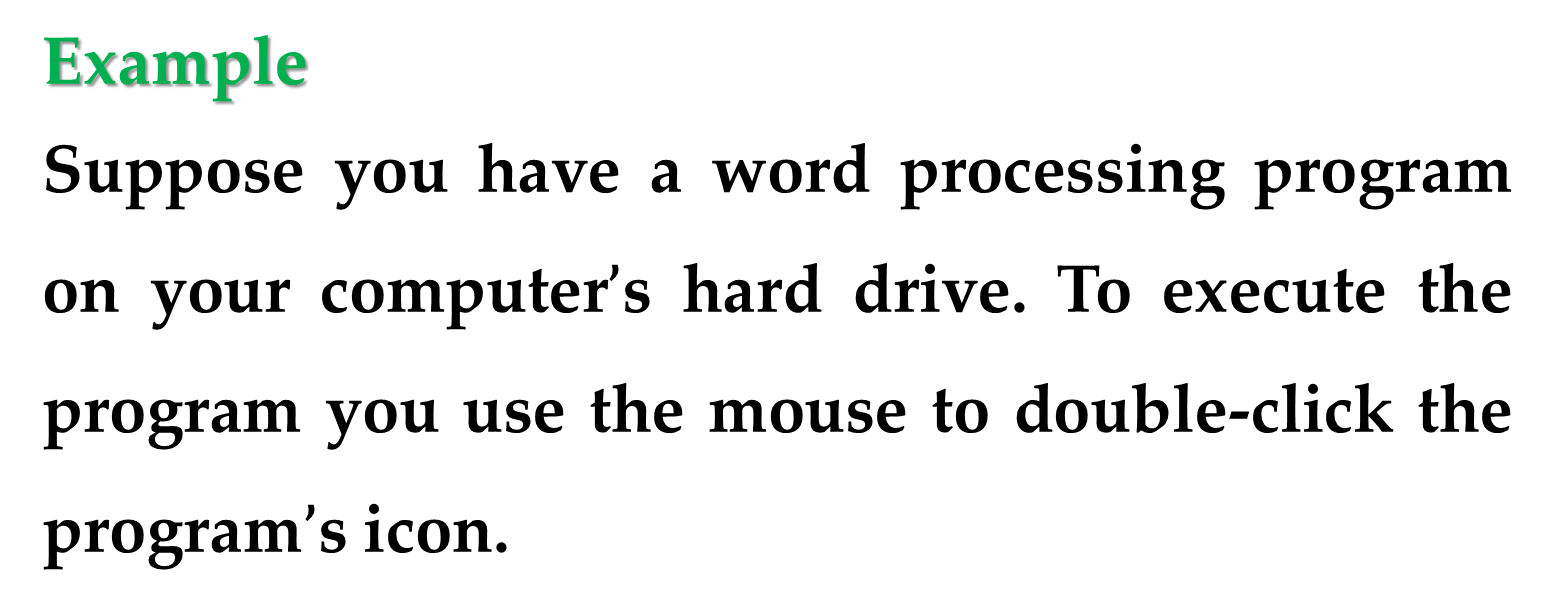 Example
Suppose you have a word processing program
on your computer’s hard drive. To execute the
program you use the mouse to double-click the
program’s icon.